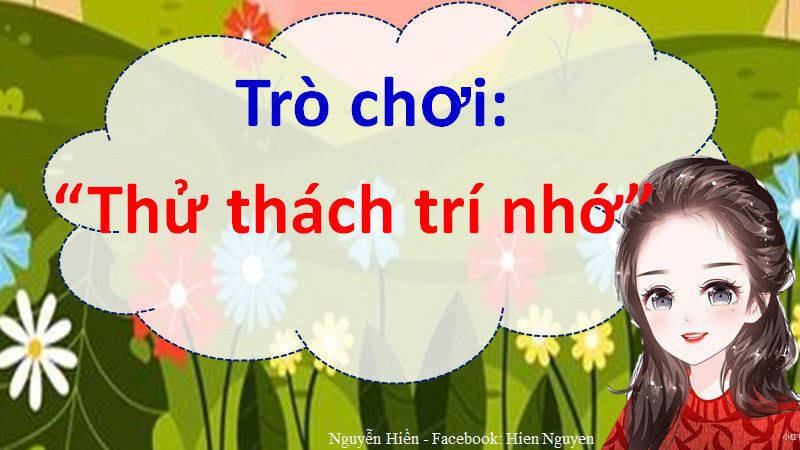 Trò chơi:
“Thử thách trí nhớ”
Nguyễn Hiền - Facebook: Hien Nguyen